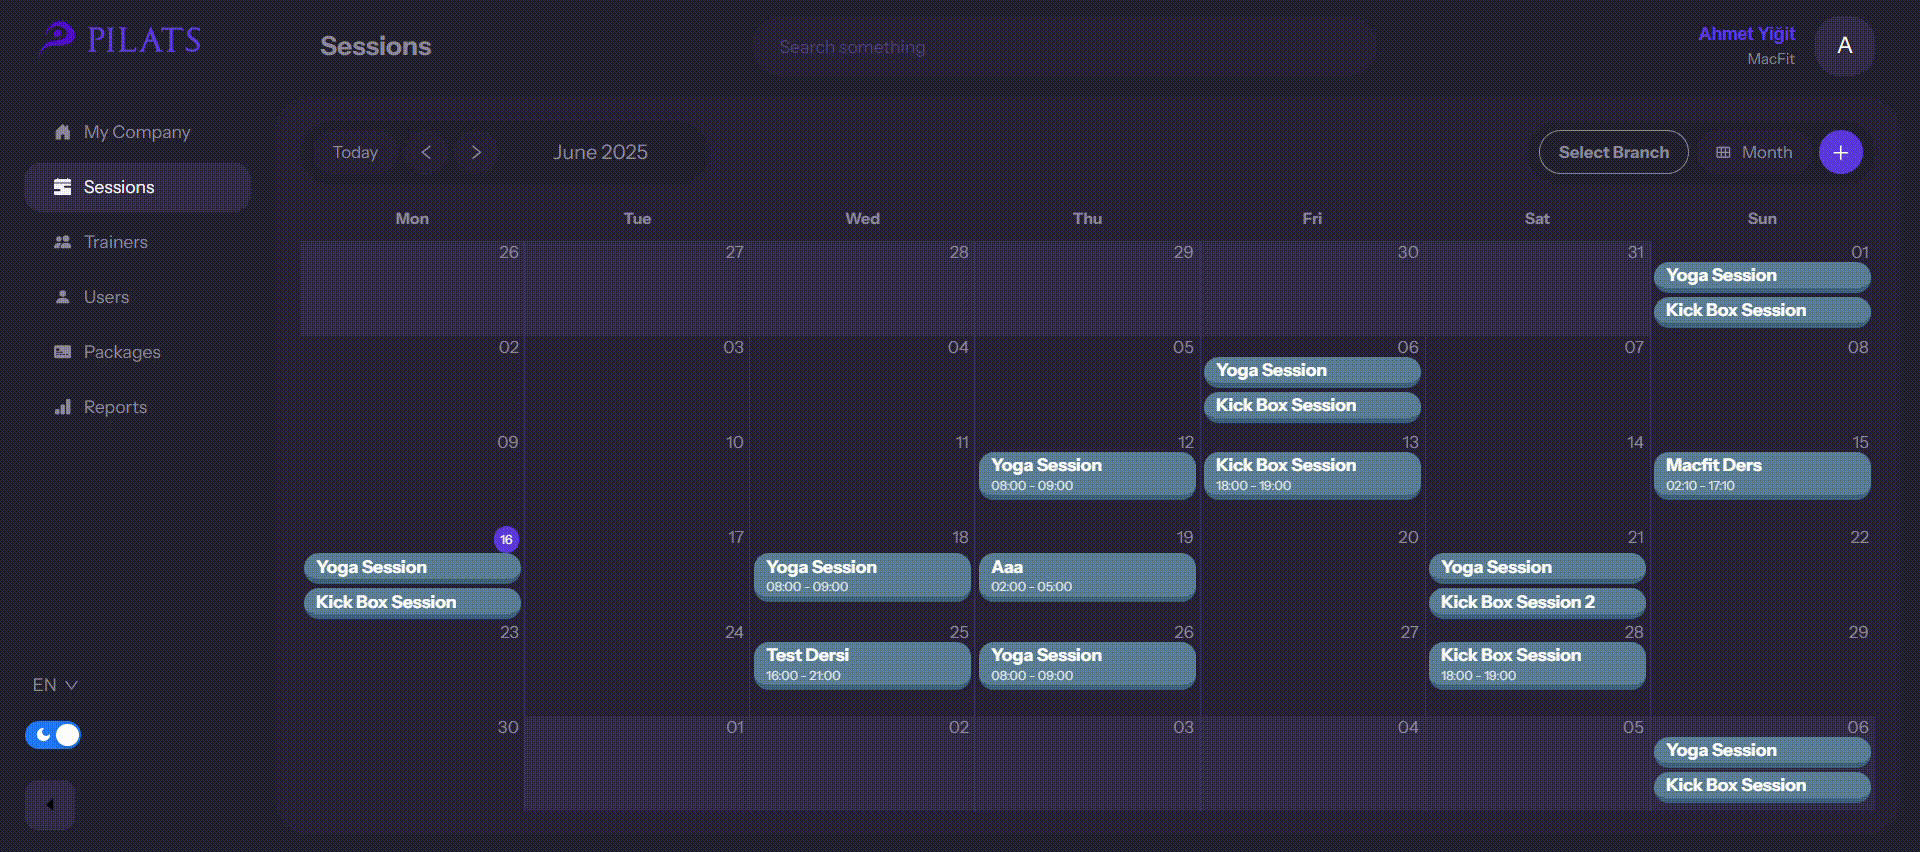 PILATS
Sessions
Search something
Ahmet Yiğit
MacFit
A
My Company
Sessions
Trainers
Users
Packages
Reports
EN
Today
June 2025
Select Branch
Month
Mon Tue Wed Thu Fri Sat Sun
26 27 28 29 30 31 01
Yoga Session
Kick Box Session
02 03 04 05 06 07 08
Yoga Session
Kick Box Session
09 10 11 12 13 14 15
Yoga Session Kick Box Session Macfit Ders
08:00 - 09:00 18:00 - 19:00 02:10 - 17:10
16 17 18 19 20 21 22
Yoga Session Yoga Session Aaa Yoga Session
08:00 - 09:00 02:00 - 05:00
Kick Box Session Kick Box Session 2
23 24 25 26 27 28 29
Test Dersi Yoga Session Kick Box Session
16:00 - 21:00 08:00 - 09:00 18:00 - 19:00
30 01 02 03 04 05 06
Yoga Session
Kick Box Session